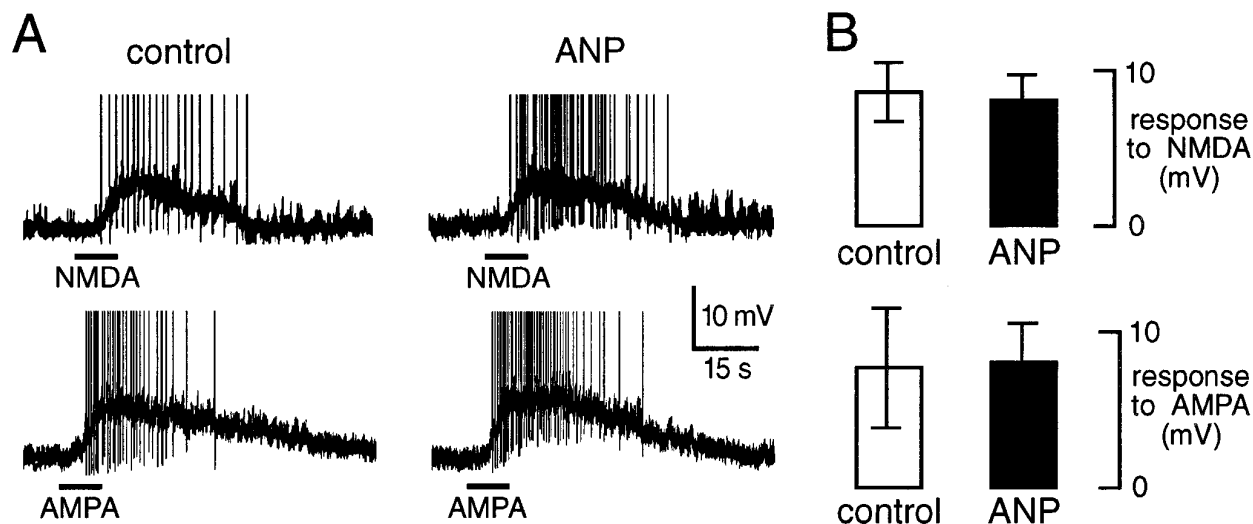 A
control
ANP
NMDA
NMDA
10 mV
15 s
AMPA
AMPA
B
10
response
to NMDA
(mV)
0
control
ANP
10
response
to AMPA
(mV)
0
control
ANP